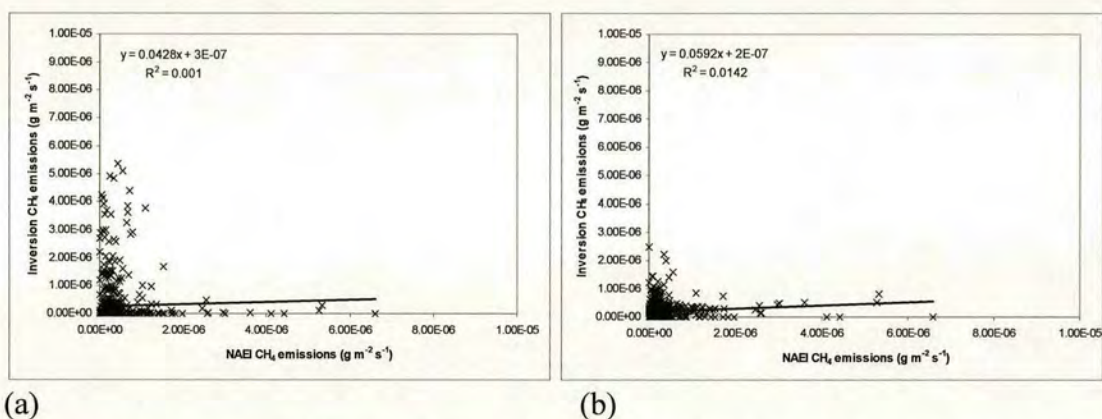 1.00E-05
9.00E-06
8.00E-06
7.00E-06
6.00E-06
5.00E-06
4.00E-06
3.00E-06
2.00E-06
1.00E-06
0.00E+00
y = 0.0428x + 3E-07
R² = 0.001
Inversion CH₄ emissions (g m⁻² s⁻¹)
0.00E+00 2.00E-06 4.00E-06 6.00E-06 8.00E-06 1.00E-05
NAEI CH₄ emissions (g m⁻² s⁻¹)
(a)
1.00E-05
9.00E-06
8.00E-06
7.00E-06
6.00E-06
5.00E-06
4.00E-06
3.00E-06
2.00E-06
1.00E-06
0.00E+00
y = 0.0592x + 2E-07
R² = 0.0142
Inversion CH₄ emissions (g m⁻² s⁻¹)
0.00E+00 2.00E-06 4.00E-06 6.00E-06 8.00E-06 1.00E-05
NAEI CH₄ emissions (g m⁻² s⁻¹)
(b)